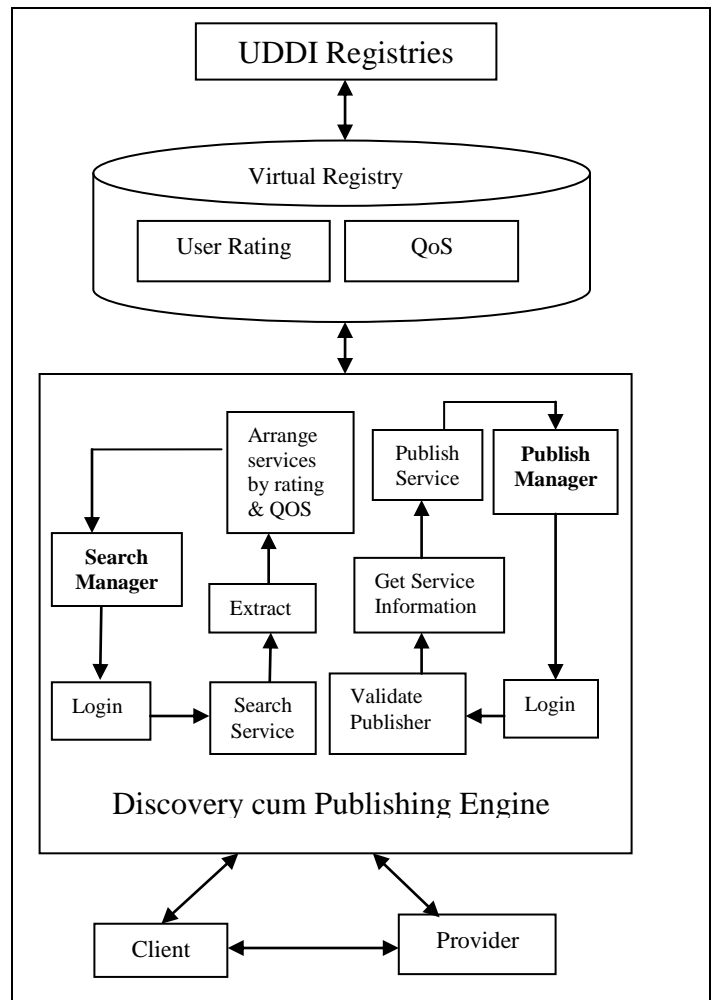 UDDI Registries
Virtual Registry
User Rating
QoS
Arrange
services
by rating
& QOS
Publish
Service
Publish
Manager
Search
Manager
Extract
Get Service
Information
Login
Search
Service
Validate
Publisher
Login
Discovery cum Publishing Engine
Client
Provider